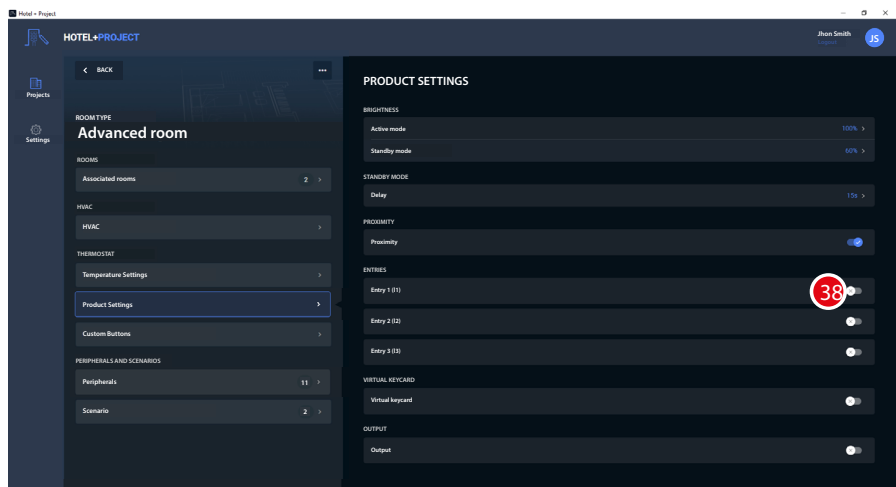 Hotel + Project
HOTEL+PROJECT
Jhon Smith
Logout
JS
Projects
Settings
BACK
ROOM TYPE
Advanced room
ROOMS
Associated rooms 2
HVAC
HVAC
THERMOSTAT
Temperature Settings
Product Settings
Custom Buttons
PERIPHERALS AND SCENARIOS
Peripherals 11
Scenario 2
PRODUCT SETTINGS
BRIGHTNESS
Active mode 100%
Standby mode 60%
STANDBY MODE
Delay 15s
PROXIMITY
Proximity
ENTRIES
Entry 1 (I1) 38
Entry 2 (I2)
Entry 3 (I3)
VIRTUAL KEYCARD
Virtual keycard
OUTPUT
Output